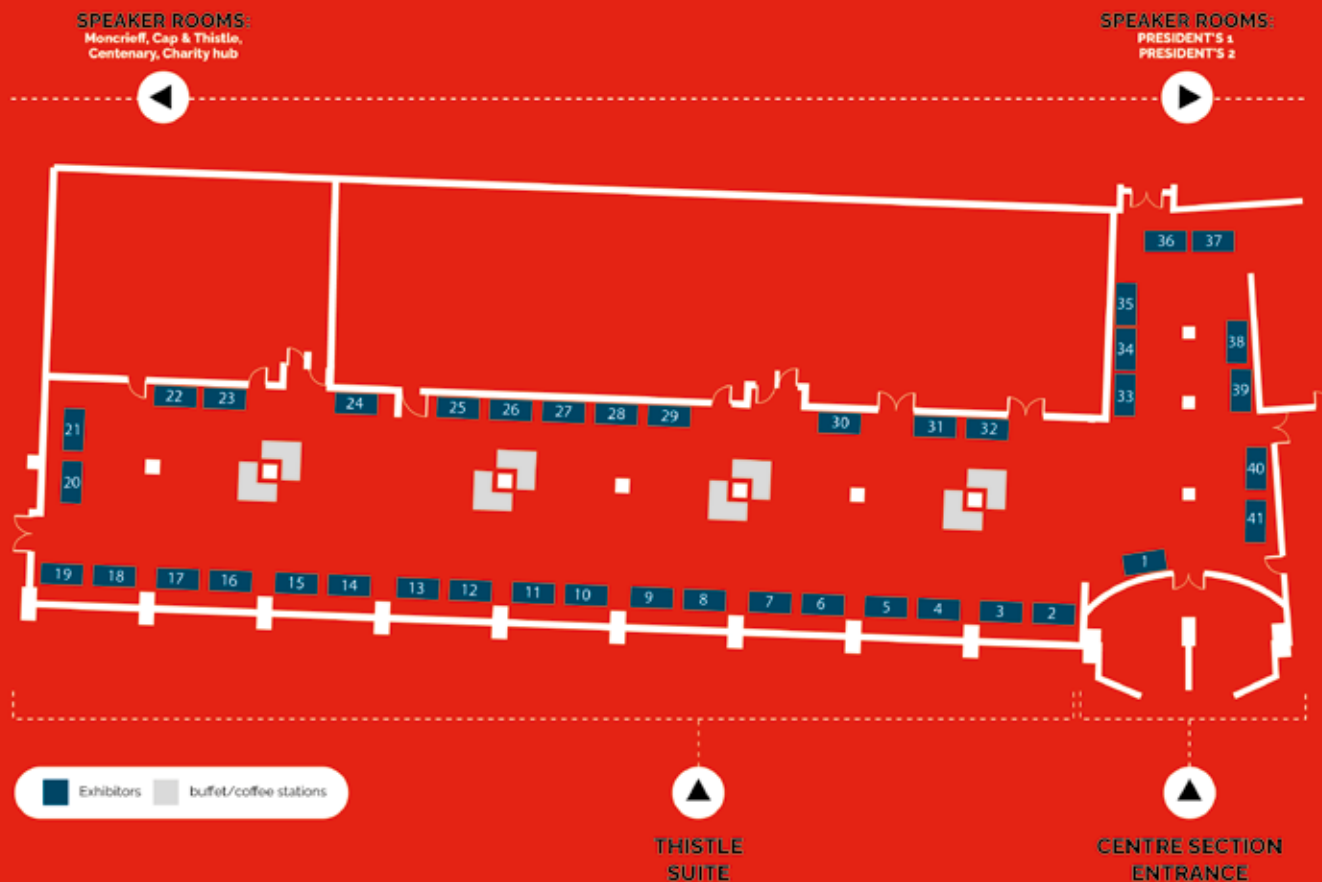 SPEAKER ROOMS:
Moncrieff, Cap & Thistle,
Centenary, Charity hub
SPEAKER ROOMS:
PRESIDENT'S 1
PRESIDENT'S 2
36 37
35
34
33
38
39
22 23
24
25 26 27 28 29
30
31 32
21
20
40
41
1
19 18 17 16 15 14 13 12 11 10 9 8 7 6 5 4 3 2
Exhibitors
buffet/coffee stations
THISTLE
SUITE
CENTRE SECTION
ENTRANCE